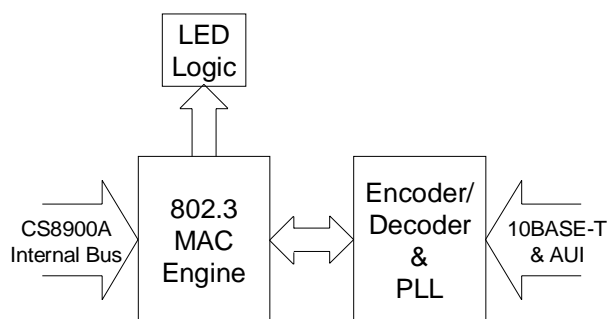 LED
Logic
CS8900A
Internal Bus
802.3
MAC
Engine
Encoder/
Decoder
&
PLL
10BASE-T
& AUI